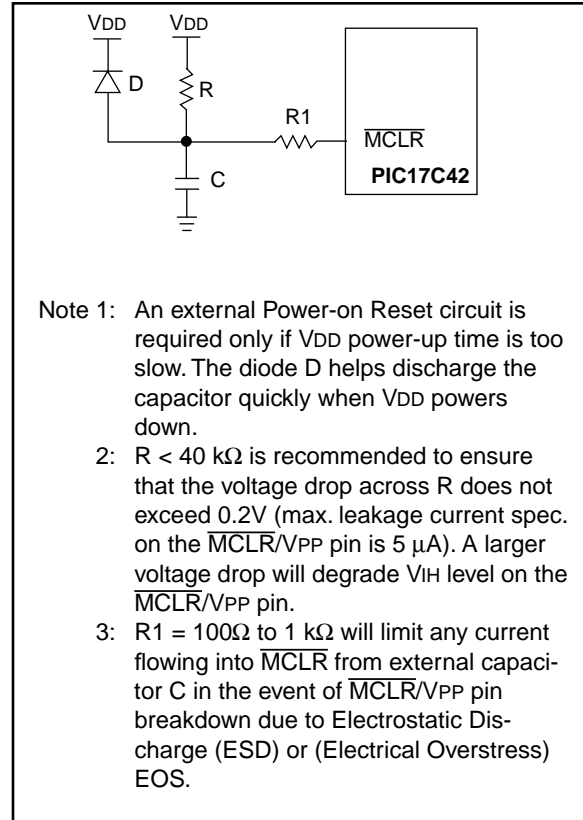 VDD VDD
D
R
R1
MCLR
PIC17C42
C
Note 1: An external Power-on Reset circuit is
required only if VDD power-up time is too
slow. The diode D helps discharge the
capacitor quickly when VDD powers
down.
2: R < 40 kΩ is recommended to ensure
that the voltage drop across R does not
exceed 0.2V (max. leakage current spec.
on the MCLR/VPP pin is 5 μA). A larger
voltage drop will degrade VIH level on the
MCLR/VPP pin.
3: R1 = 100Ω to 1 kΩ will limit any current
flowing into MCLR from external capaci-
tor C in the event of MCLR/VPP pin
breakdown due to Electrostatic Dis-
charge (ESD) or (Electrical Overstress)
EOS.